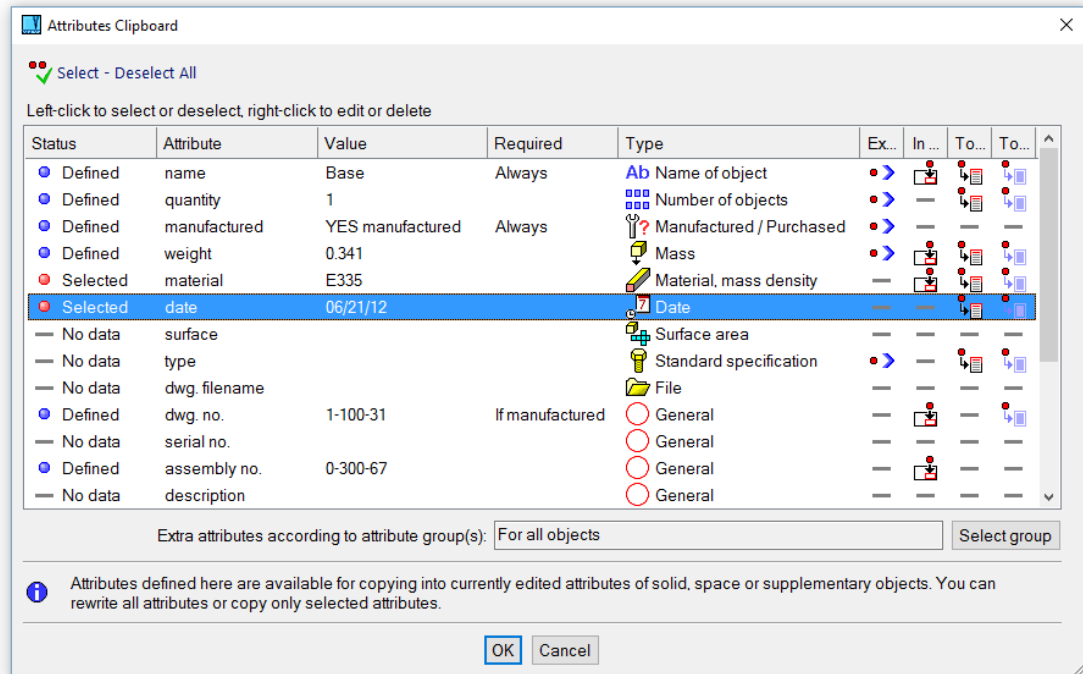 Attributes Clipboard
Select - Deselect All
Left-click to select or deselect, right-click to edit or delete
Status Attribute Value Required Type Ex... In ... To... To...
Defined name Base Always Ab Name of object
Defined quantity 1 Number of objects
Defined manufactured YES manufactured Always ? Manufactured / Purchased
Defined weight 0.341 Mass
Selected material E335 Material, mass density
Selected date 06/21/12 7 Date
No data surface Surface area
No data type Standard specification
No data dwg. filename File
Defined dwg. no. 1-100-31 If manufactured General
No data serial no. General
Defined assembly no. 0-300-67 General
No data description General
Extra attributes according to attribute group(s): For all objects Select group
Attributes defined here are available for copying into currently edited attributes of solid, space or supplementary objects. You can
rewrite all attributes or copy only selected attributes.
OK Cancel